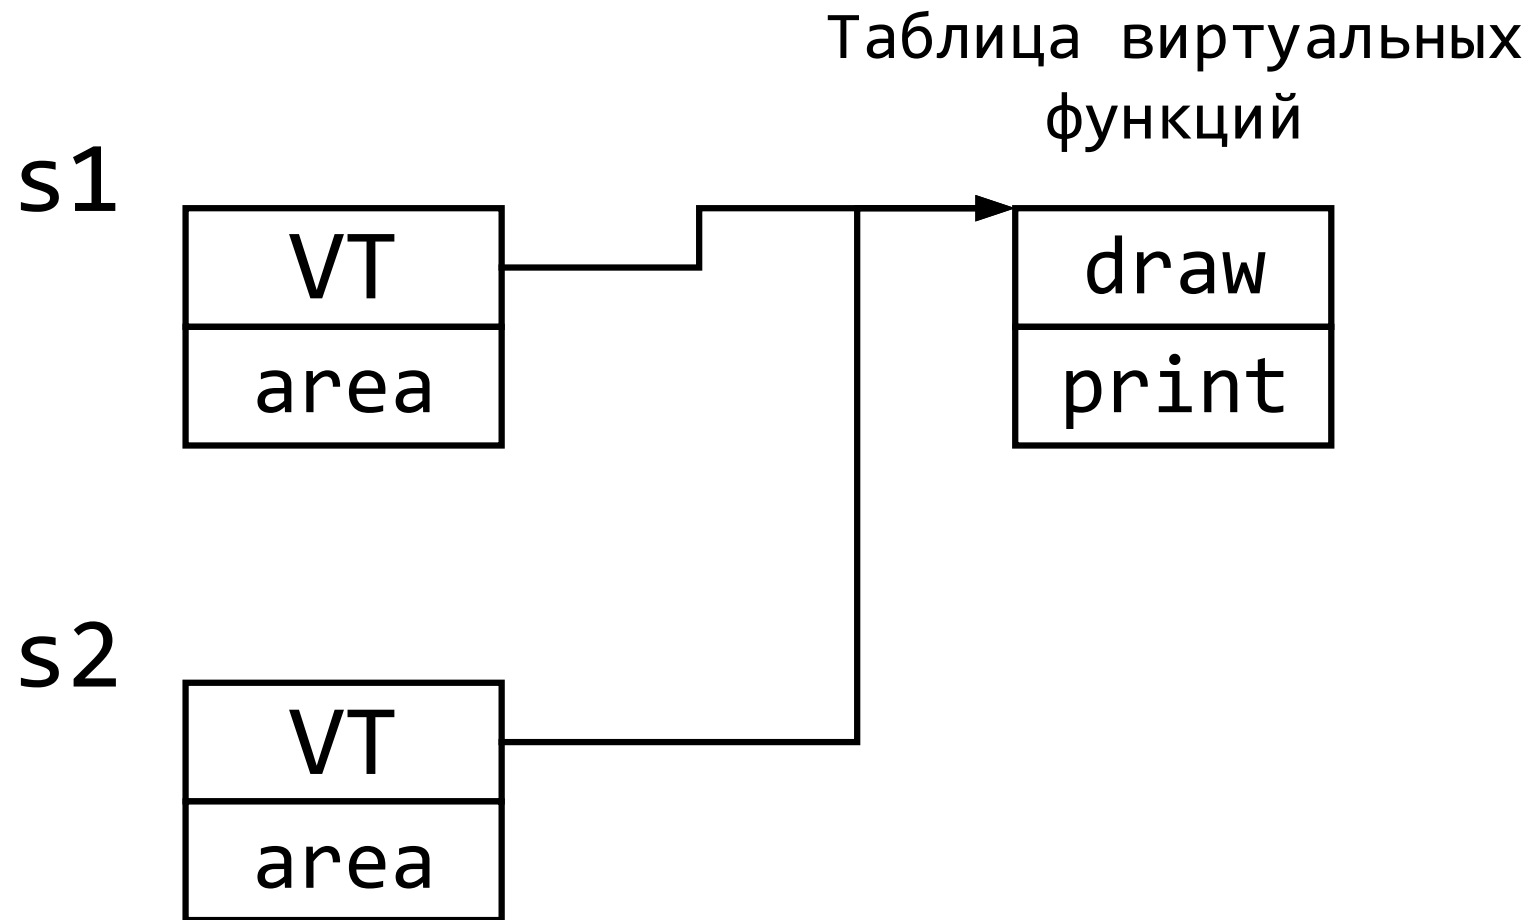 Таблица виртуальных
функций
s1
VT
area
draw
print
s2
VT
area